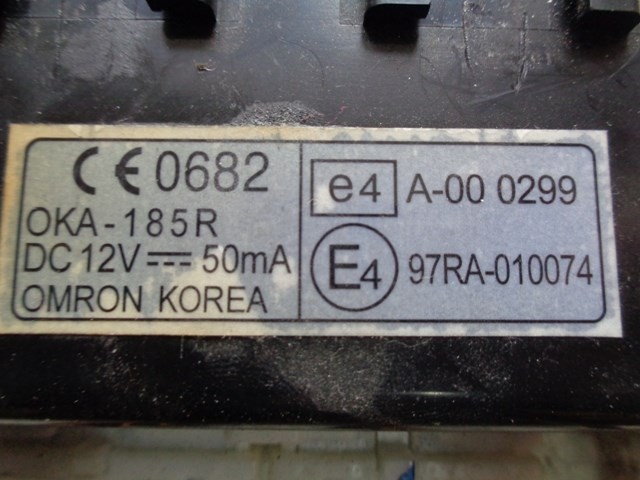 CE 0682
OKA-185R
DC 12V ⎓ 50mA
OMRON KOREA
e4 A-00 0299
E4 97RA-010074